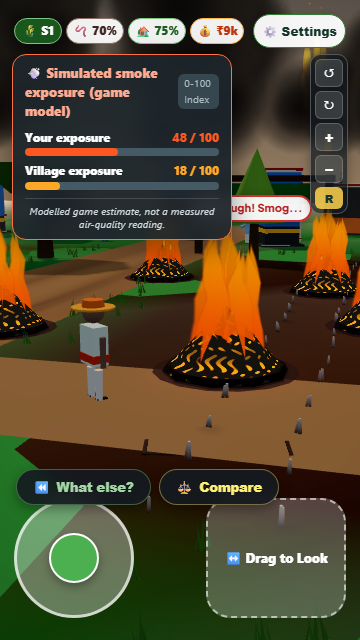 S1
70%
75%
₹9k
Settings
Simulated smoke
exposure (game
model)
0-100
Index
Your exposure
48 / 100
Village exposure
18 / 100
Modelled game estimate, not a measured
air-quality reading.
ugh! Smog...
R
What else?
Compare
Drag to Look